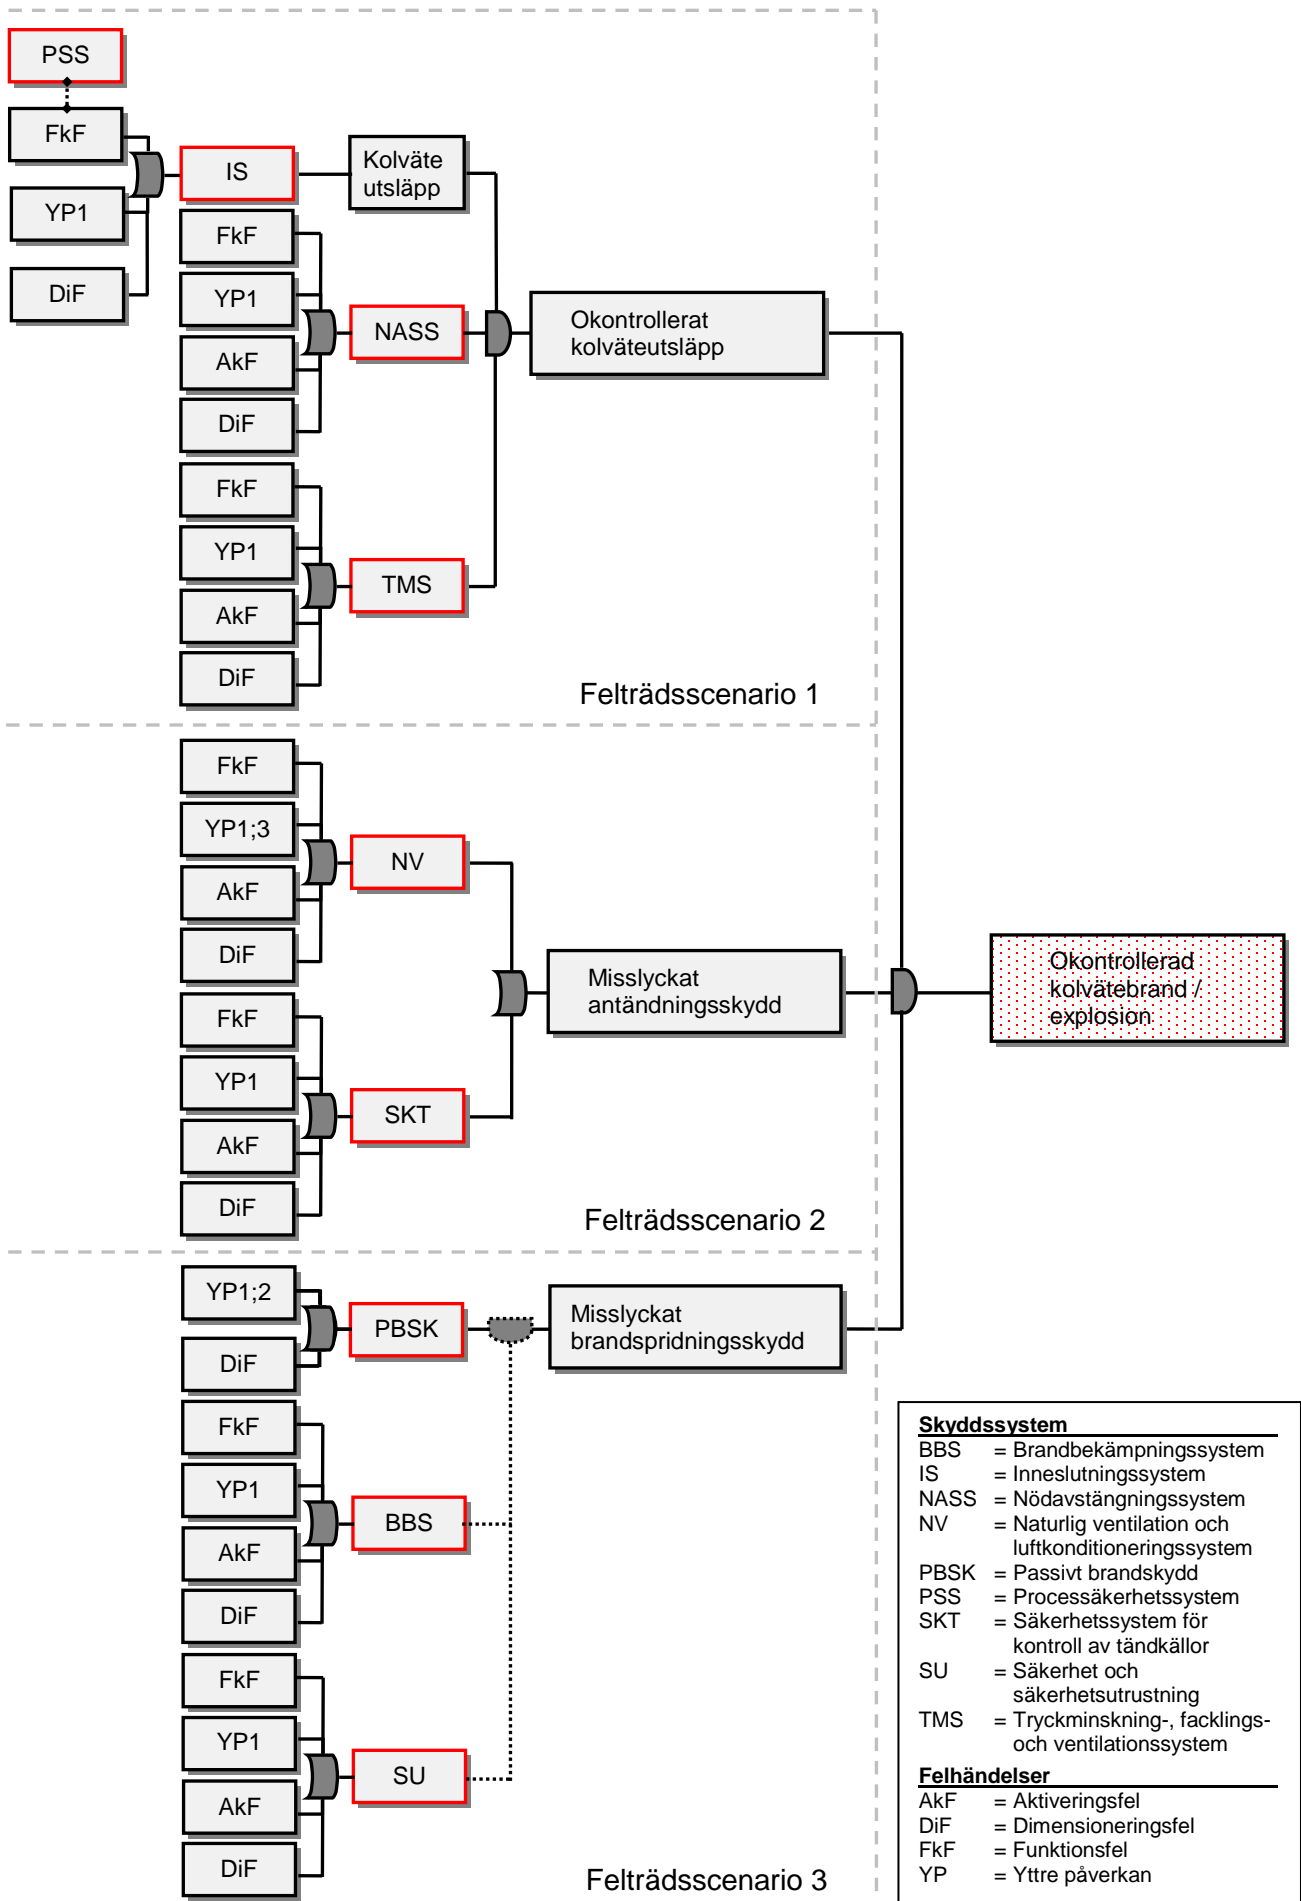 PSS
FkF
YP1
DiF
IS
Kolväte
utsläpp
FkF
YP1
AkF
DiF
NASS
Okontrollerat
kolväteutsläpp
FkF
YP1
AkF
DiF
TMS
Felträdsscenario 1
FkF
YP1;3
AkF
DiF
NV
Misslyckat
antändningsskydd
FkF
YP1
AkF
DiF
SKT
Felträdsscenario 2
Okontrollerad
kolvätebrand /
explosion
YP1;2
DiF
PBSK
Misslyckat
brandspridningsskydd
FkF
YP1
AkF
DiF
BBS
FkF
YP1
AkF
DiF
SU
Felträdsscenario 3
Skyddssystem
BBS = Brandbekämpningssystem
IS = Inneslutningssystem
NASS = Nödavstängningssystem
NV = Naturlig ventilation och
luftkonditioneringssystem
PBSK = Passivt brandskydd
PSS = Processäkerhetssystem
SKT = Säkerhetssystem för
kontroll av tändkällor
SU = Säkerhet och
säkerhetsutrustning
TMS = Tryckminskning-, facklings-
och ventilationssystem
Felhändelser
AkF = Aktiveringsfel
DiF = Dimensioneringsfel
FkF = Funktionsfel
YP = Yttre påverkan